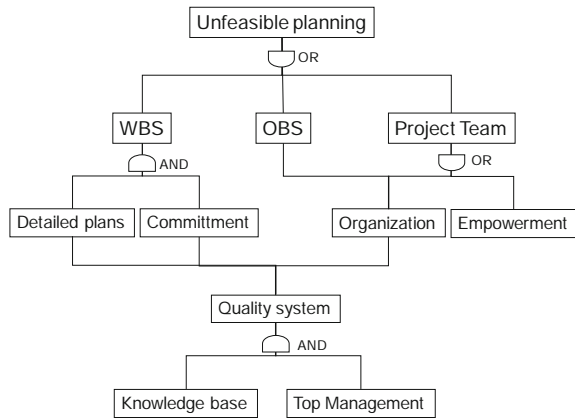 Unfeasible planning
OR
WBS
OBS
Project Team
AND
OR
Detailed plans
Committment
Organization
Empowerment
Quality system
AND
Knowledge base
Top Management